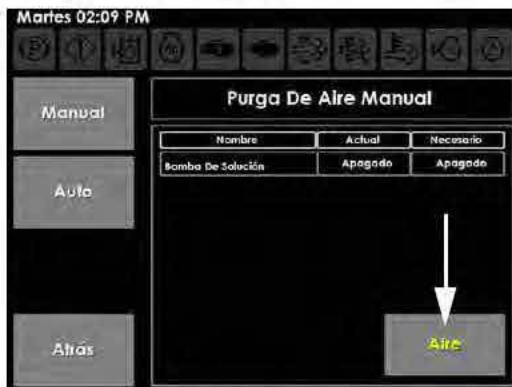 Martes 02:09 PM
Purga De Aire Manual
Manual
Nombre Actual Necesario
Bomba De Solución Apagado Apagado
Auto
Atrás
Aire